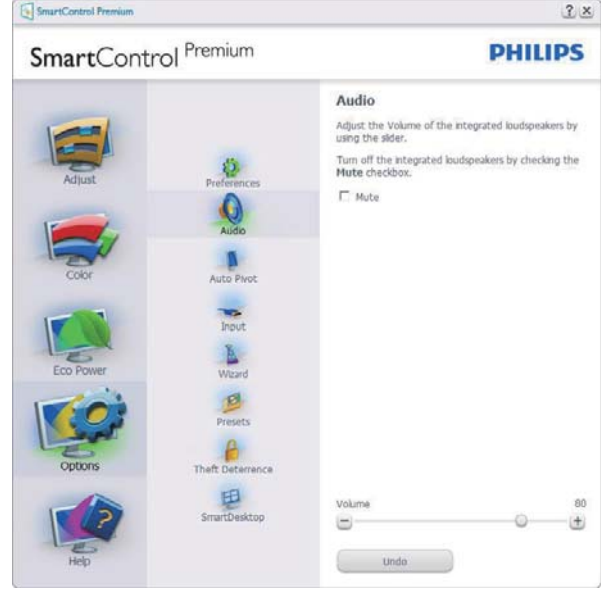 SmartControl Premium
? ×
SmartControl Premium
PHILIPS
Adjust
Color
Eco Power
Options
Help
Preferences
Audio
Auto Pivot
Input
Wizard
Presets
Theft Deterrence
SmartDesktop
Audio
Adjust the Volume of the integrated loudspeakers by
using the slider.
Turn off the integrated loudspeakers by checking the
Mute checkbox.
Mute
Volume 80
Undo